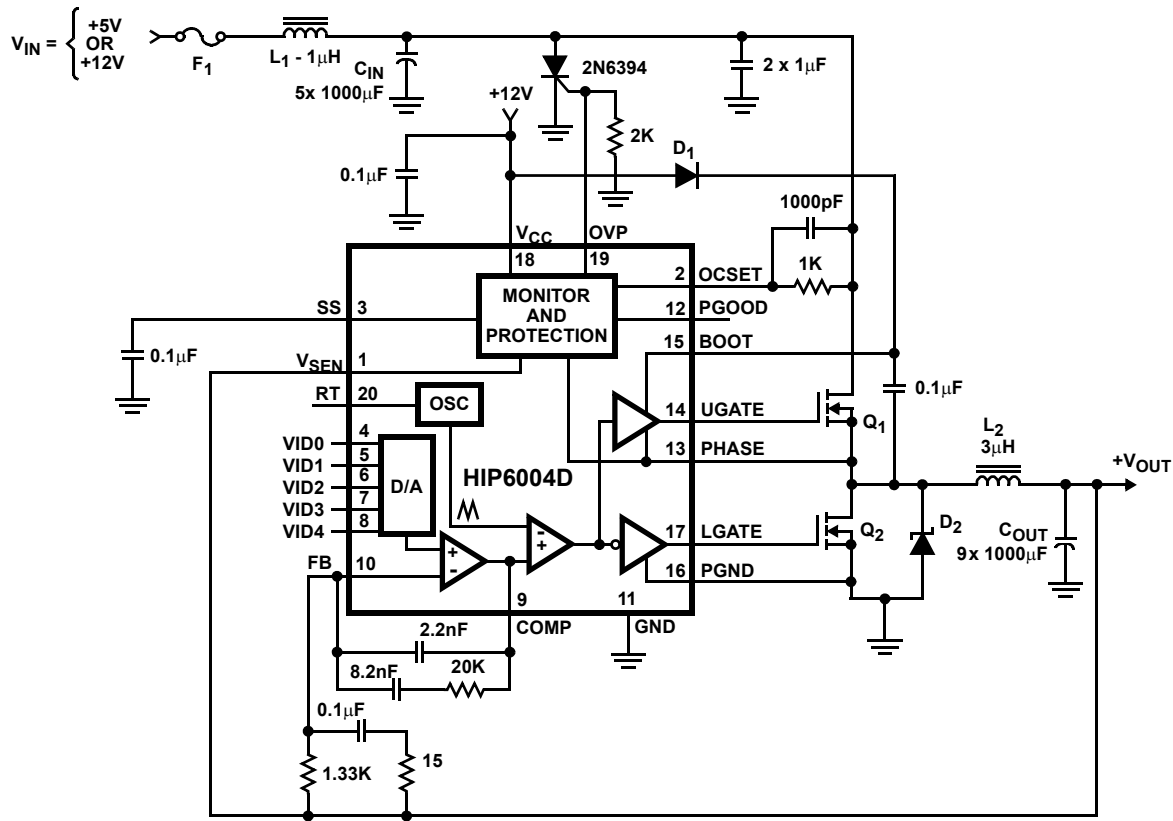 V_IN =
+5V
OR
+12V
F_1
L_1 - 1μH
C_IN
5x 1000μF
2N6394
2 x 1μF
+12V
2K
0.1μF
D_1
1000pF
V_CC
OVP
18
19
2
OCSET
1K
MONITOR
AND
PROTECTION
SS
3
12
PGOOD
15
BOOT
0.1μF
V_SEN
1
0.1μF
RT
20
OSC
14
UGATE
Q_1
L_2
3μH
13
PHASE
+V_OUT
VID0
4
VID1
5
VID2
6
VID3
7
VID4
8
D/A
HIP6004D
+
-
-
+
17
LGATE
Q_2
D_2
C_OUT
9x 1000μF
FB
10
16
PGND
9
COMP
11
GND
2.2nF
8.2nF
20K
0.1μF
1.33K
15